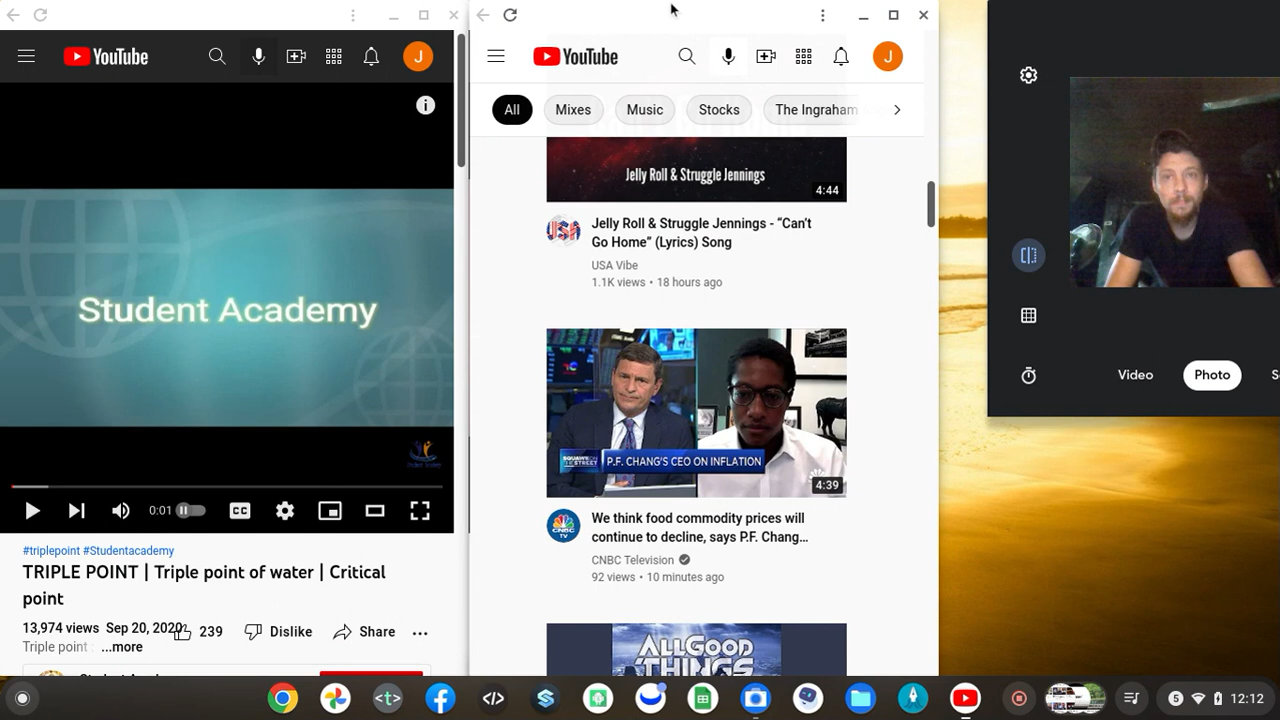 YouTube
J
Student Academy
0:01
CC
#triplepoint #Studentacademy
TRIPLE POINT | Triple point of water | Critical
point
13,974 views Sep 20, 2020
239
Dislike
Share
Triple point
...more
YouTube
J
All
Mixes
Music
Stocks
The Ingraham
Jelly Roll & Struggle Jennings
4:44
Jelly Roll & Struggle Jennings - “Can’t
Go Home” (Lyrics) Song
USA Vibe
1.1K views • 18 hours ago
P.F. CHANG'S CEO ON INFLATION
4:39
We think food commodity prices will
continue to decline, says P.F. Chang...
CNBC Television
92 views • 10 minutes ago
ALL GOOD
THINGS
Video
Photo
5
12:12